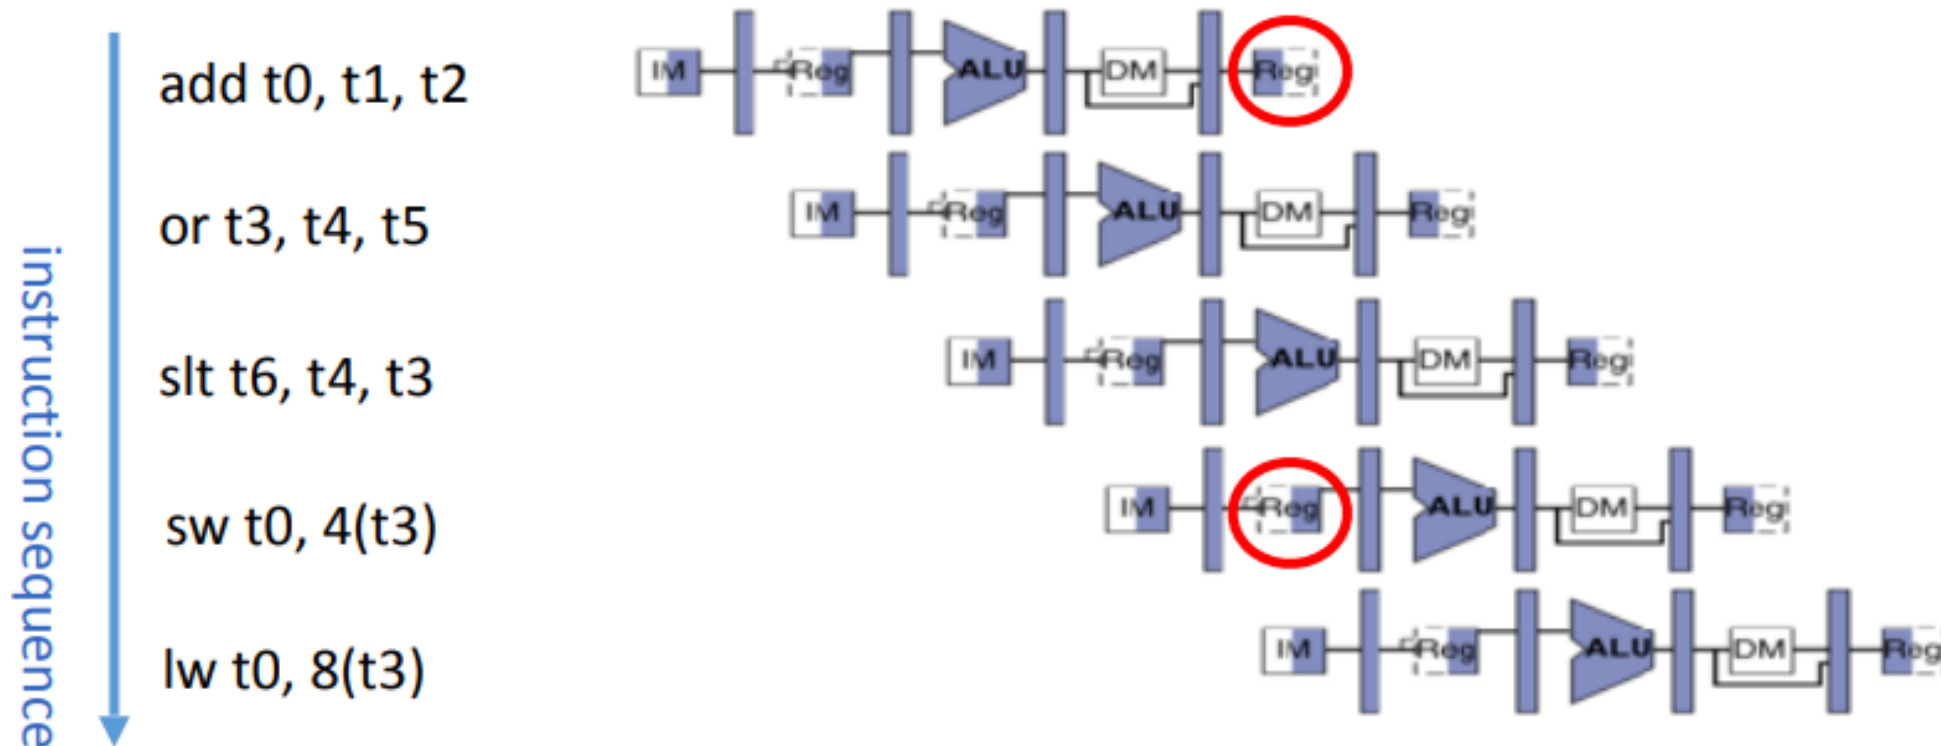 instruction sequence
add t0, t1, t2
IM Reg ALU DM Reg
or t3, t4, t5
IM Reg ALU DM Reg
slt t6, t4, t3
IM Reg ALU DM Reg
sw t0, 4(t3)
IM Reg ALU DM Reg
lw t0, 8(t3)
IM Reg ALU DM Reg